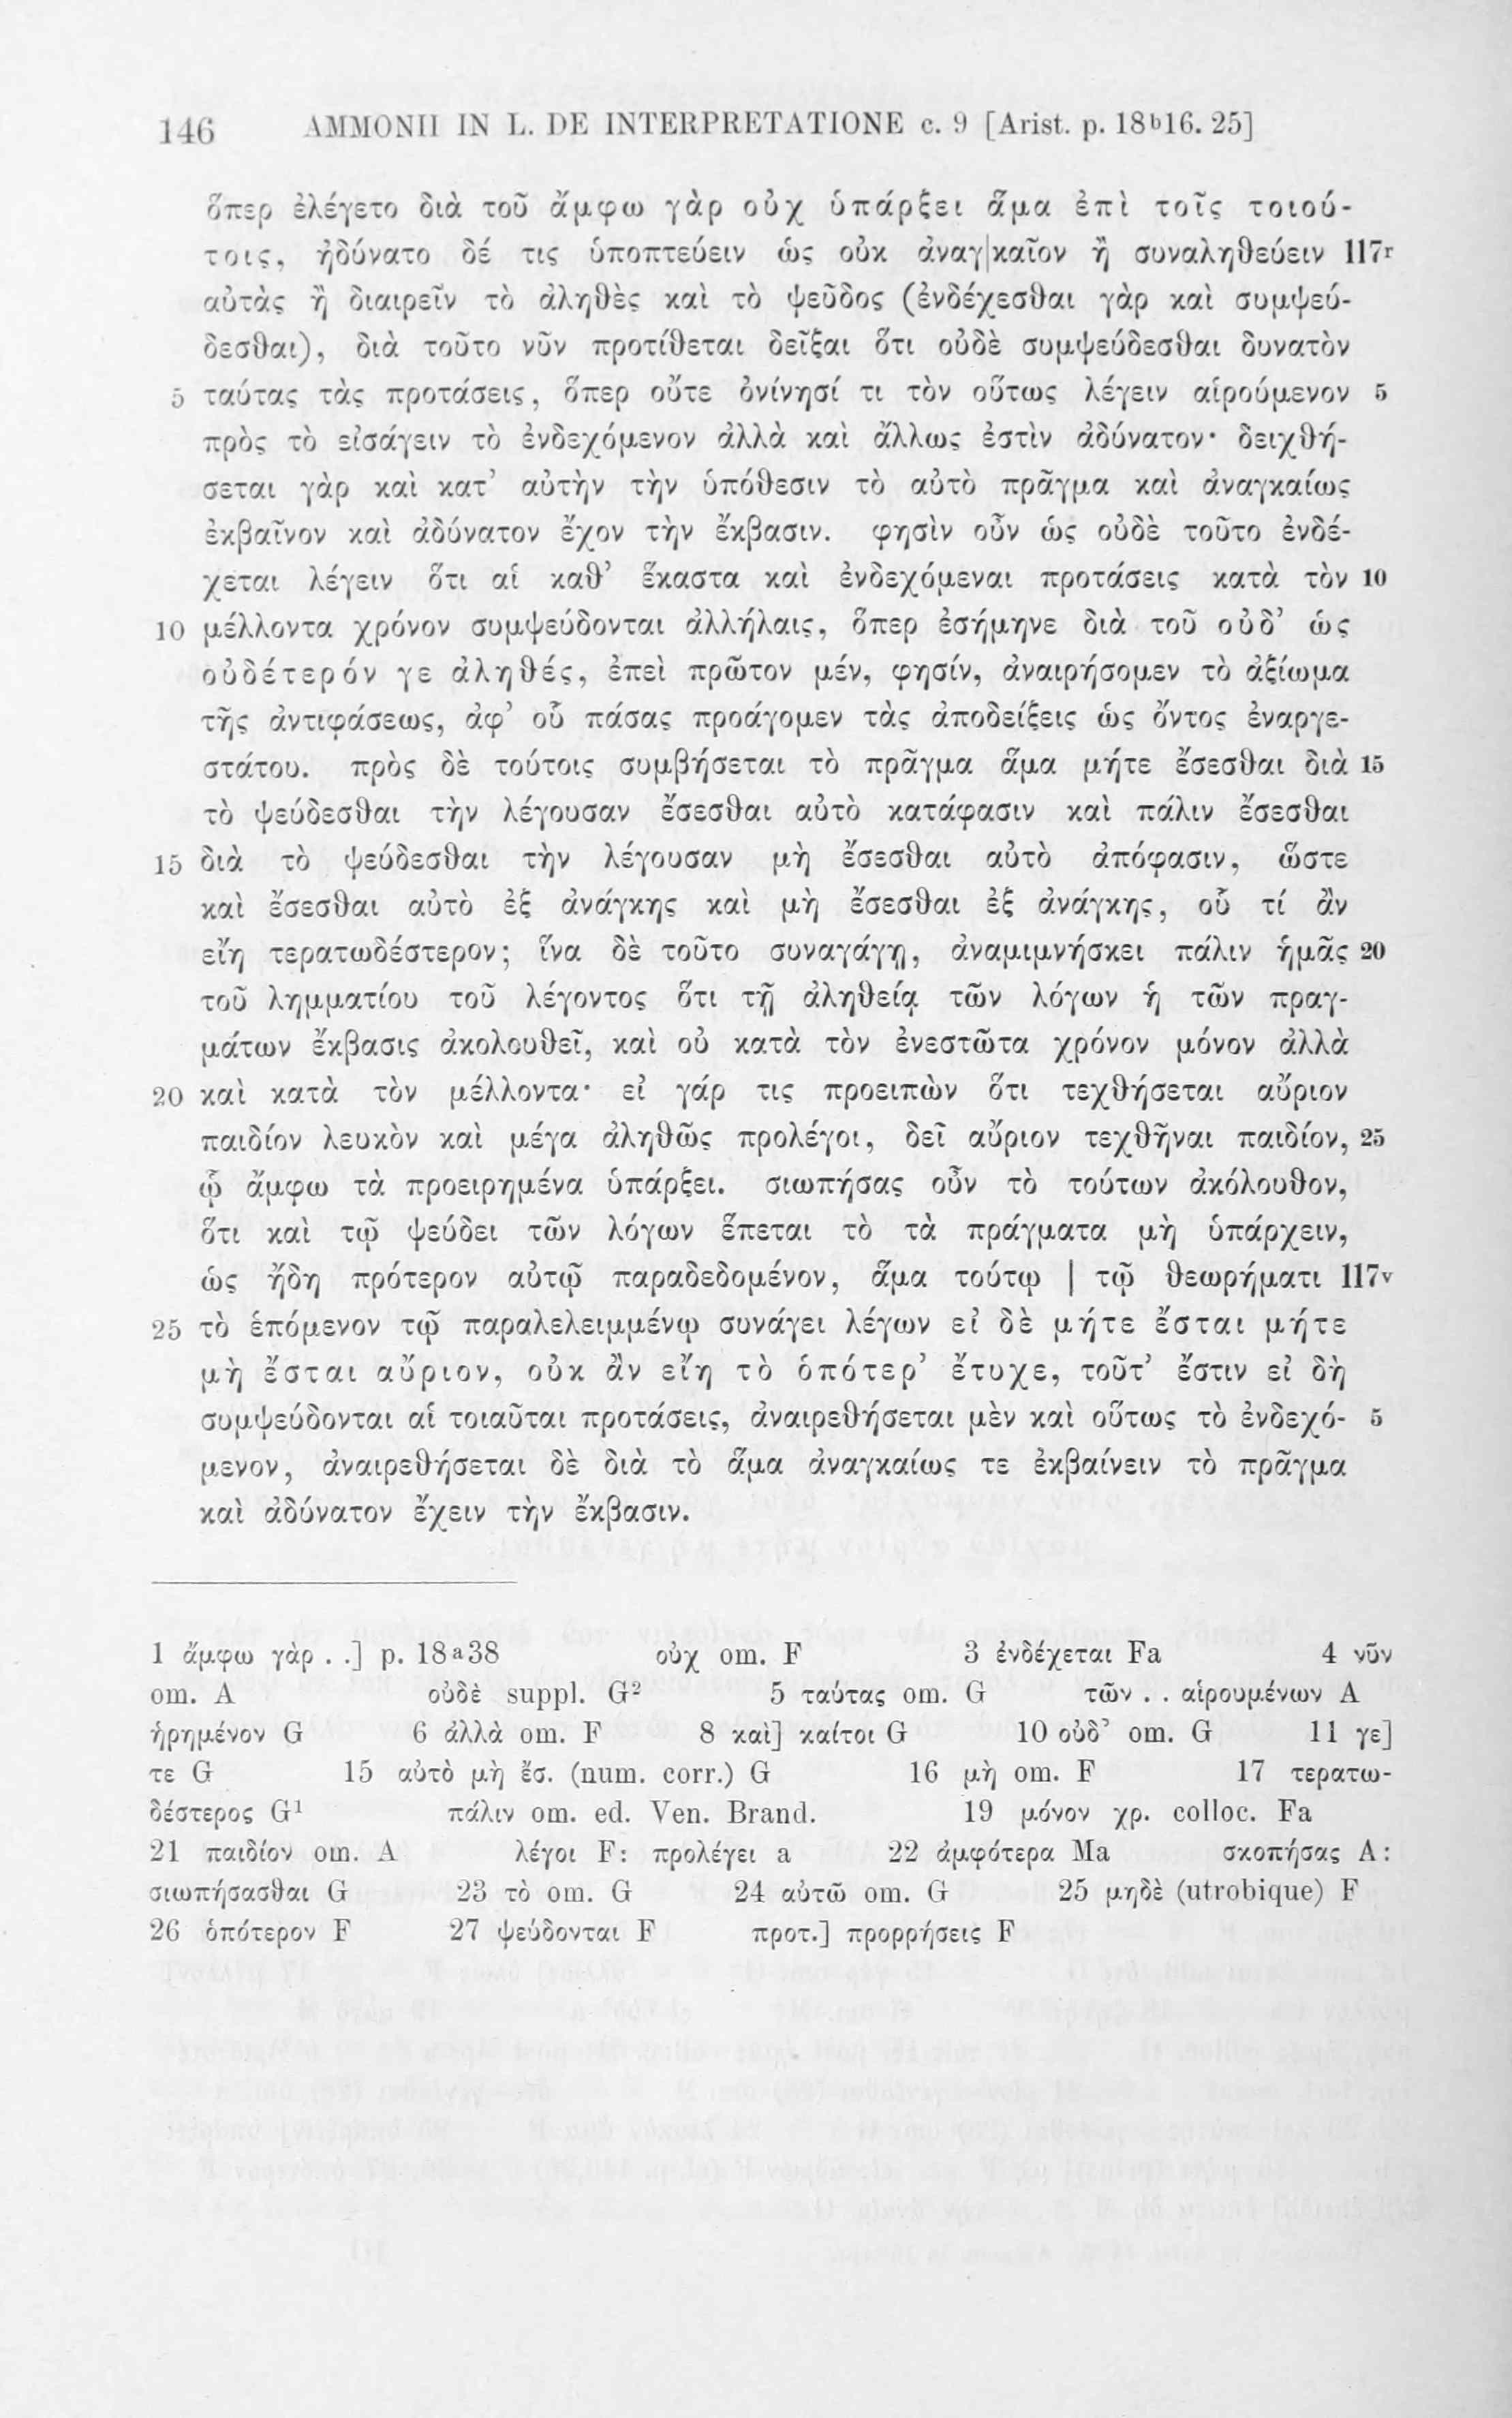 146 AMMONII IN L. DE INTERPRETATIONE c. 9 [Arist. p. 18b16. 25]
ὅπερ ἐλέγετο διὰ τοῦ ἄμφω γὰρ οὐχ ὑπάρξει ἅμα ἐπὶ τοῖς τοιού-
τοις, ἠδύνατο δέ τις ὑποπτεύειν ὡς οὐκ ἀναγ|καῖον ἢ συναληθεύειν 117r
αὐτὰς ἢ διαιρεῖν τὸ ἀληθὲς καὶ τὸ ψεῦδος (ἐνδέχεσθαι γὰρ καὶ συμψεύ-
δεσθαι), διὰ τοῦτο νῦν προτίθεται δεῖξαι ὅτι οὐδὲ συμψεύδεσθαι δυνατὸν
5 ταύτας τὰς προτάσεις, ὅπερ οὔτε ὀνίνησί τι τὸν οὕτως λέγειν αἱρούμενον 5
πρὸς τὸ εἰσάγειν τὸ ἐνδεχόμενον ἀλλὰ καὶ ἄλλως ἐστὶν ἀδύνατον· δειχθή-
σεται γὰρ καὶ κατ' αὐτὴν τὴν ὑπόθεσιν τὸ αὐτὸ πρᾶγμα καὶ ἀναγκαίως
ἐκβαῖνον καὶ ἀδύνατον ἔχον τὴν ἔκβασιν. φησὶν οὖν ὡς οὐδὲ τοῦτο ἐνδέ-
χεται λέγειν ὅτι αἱ καθ' ἕκαστα καὶ ἐνδεχόμεναι προτάσεις κατὰ τὸν 10
10 μέλλοντα χρόνον συμψεύδονται ἀλλήλαις, ὅπερ ἐσήμηνε διὰ τοῦ οὐδ' ὡς
οὐδέτερόν γε ἀληθές, ἐπεὶ πρῶτον μέν, φησίν, ἀναιρήσομεν τὸ ἀξίωμα
τῆς ἀντιφάσεως, ἀφ' οὗ πάσας προάγομεν τὰς ἀποδείξεις ὡς ὄντος ἐναργε-
στάτου. πρὸς δὲ τούτοις συμβήσεται τὸ πρᾶγμα ἅμα μήτε ἔσεσθαι διὰ 15
τὸ ψεύδεσθαι τὴν λέγουσαν ἔσεσθαι αὐτὸ κατάφασιν καὶ πάλιν ἔσεσθαι
15 διὰ τὸ ψεύδεσθαι τὴν λέγουσαν μὴ ἔσεσθαι αὐτὸ ἀπόφασιν, ὥστε
καὶ ἔσεσθαι αὐτὸ ἐξ ἀνάγκης καὶ μὴ ἔσεσθαι ἐξ ἀνάγκης, οὗ τί ἂν
εἴη τερατωδέστερον; ἵνα δὲ τοῦτο συναγάγῃ, ἀναμιμνήσκει πάλιν ἡμᾶς 20
τοῦ λημματίου τοῦ λέγοντος ὅτι τῇ ἀληθείᾳ τῶν λόγων ἡ τῶν πραγ-
μάτων ἔκβασις ἀκολουθεῖ, καὶ οὐ κατὰ τὸν ἐνεστῶτα χρόνον μόνον ἀλλὰ
20 καὶ κατὰ τὸν μέλλοντα· εἰ γάρ τις προειπὼν ὅτι τεχθήσεται αὔριον
παιδίον λευκὸν καὶ μέγα ἀληθῶς προλέγοι, δεῖ αὔριον τεχθῆναι παιδίον, 25
ᾧ ἄμφω τὰ προειρημένα ὑπάρξει. σιωπήσας οὖν τὸ τούτων ἀκόλουθον,
ὅτι καὶ τῷ ψεύδει τῶν λόγων ἕπεται τὸ τὰ πράγματα μὴ ὑπάρχειν,
ὡς ἤδη πρότερον αὐτῷ παραδεδομένον, ἅμα τούτῳ | τῷ θεωρήματι 117v
25 τὸ ἑπόμενον τῷ παραλελειμμένῳ συνάγει λέγων εἰ δὲ μήτε ἔσται μήτε
μὴ ἔσται αὔριον, οὐκ ἂν εἴη τὸ ὁπότερ' ἔτυχε, τοῦτ' ἔστιν εἰ δὴ
συμψεύδονται αἱ τοιαῦται προτάσεις, ἀναιρεθήσεται μὲν καὶ οὕτως τὸ ἐνδεχό- 5
μενον, ἀναιρεθήσεται δὲ διὰ τὸ ἅμα ἀναγκαίως τε ἐκβαίνειν τὸ πρᾶγμα
καὶ ἀδύνατον ἔχειν τὴν ἔκβασιν.
1 ἄμφω γὰρ . .] p. 18a38 οὐχ om. F 3 ἐνδέχεται Fa 4 νῦν
om. A οὐδὲ suppl. G² 5 ταύτας om. G τῶν . . αἱρουμένων A
ἡρημένον G 6 ἀλλὰ om. F 8 καὶ] καίτοι G 10 οὐδ' om. G 11 γε]
τε G 15 αὐτὸ μὴ ἔσ. (num. corr.) G 16 μὴ om. F 17 τερατω-
δέστερος G¹ πάλιν om. ed. Ven. Brand. 19 μόνον χρ. colloc. Fa
21 παιδίον om. A λέγοι F: προλέγει a 22 ἀμφότερα Ma σκοπήσας A:
σιωπήσασθαι G 23 τὸ om. G 24 αὐτῶ om. G 25 μηδὲ (utrobique) F
26 ὁπότερον F 27 ψεύδονται F προτ.] προρρήσεις F